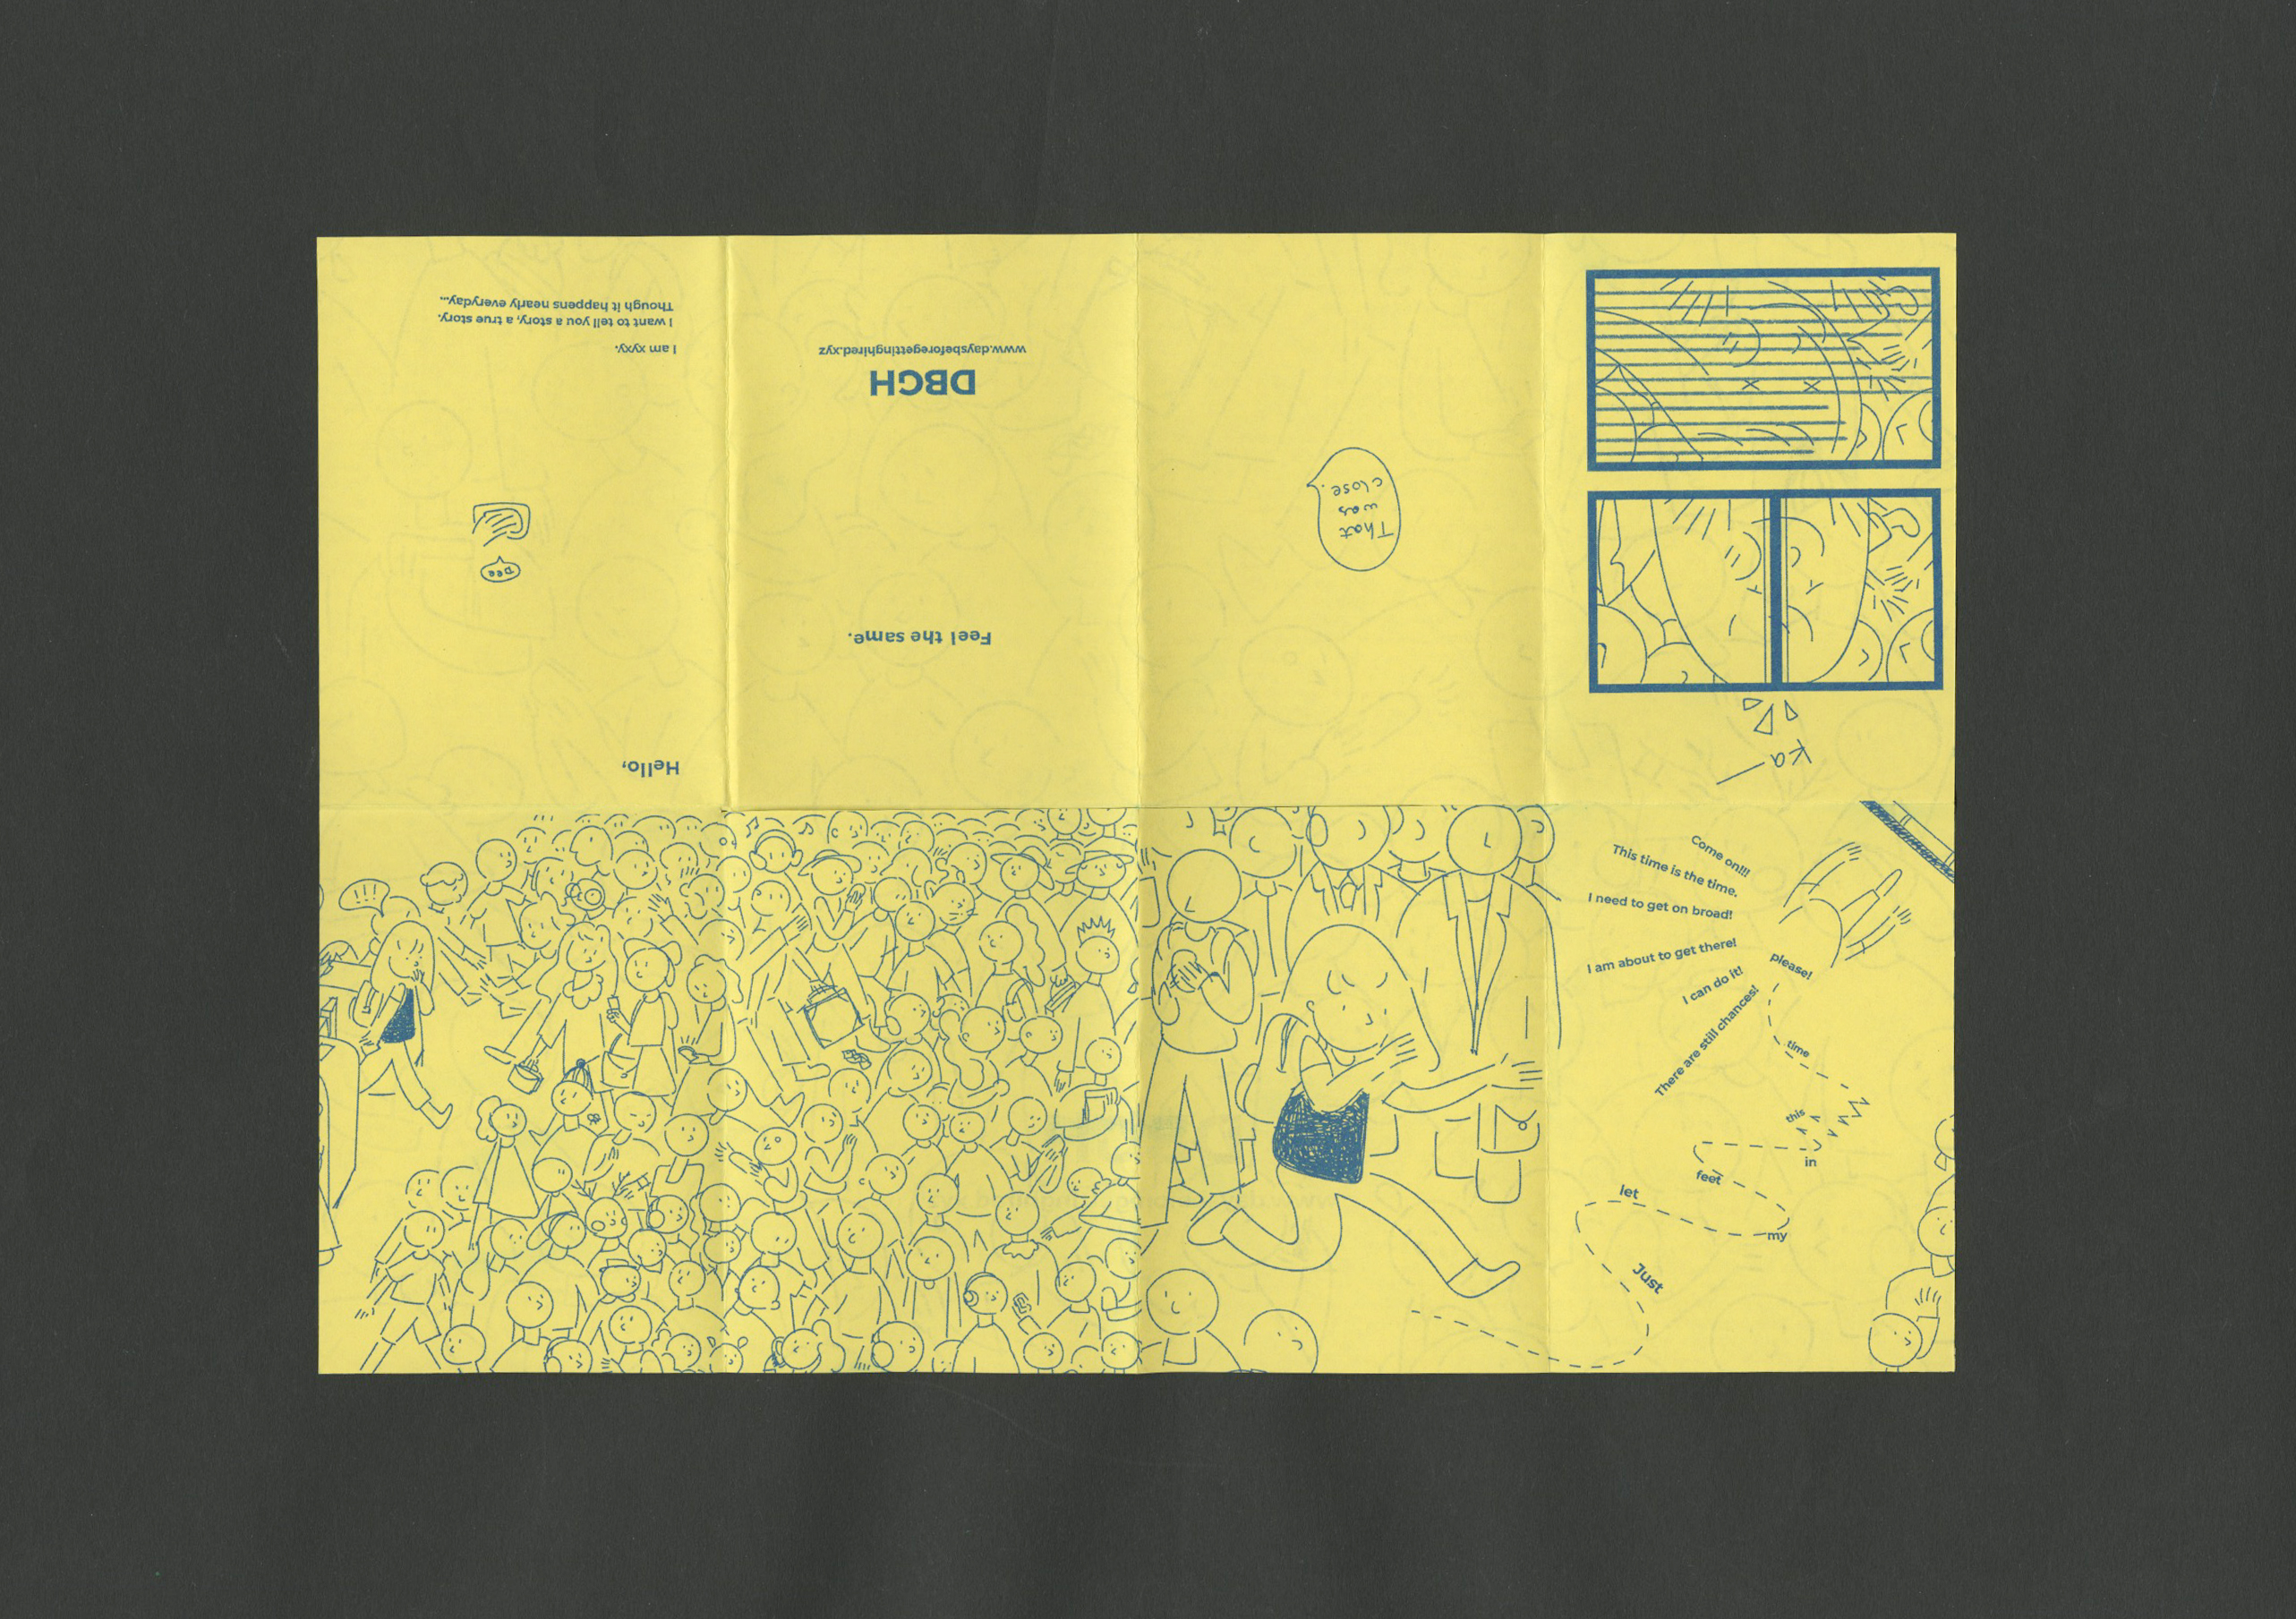 Hello,
Dee
I am xyxy.
I want to tell you a story, a true story.
Though it happens nearly everyday...
Feel the same.
DBGH
www.daysbeforegettinghired.xyz
That
was
close.
Ka
Come on!!!
This time is the time.
I need to get on broad!
I am about to get there!
I can do it!
There are still chances!
please!
time
this
in
feet
let
my
Just